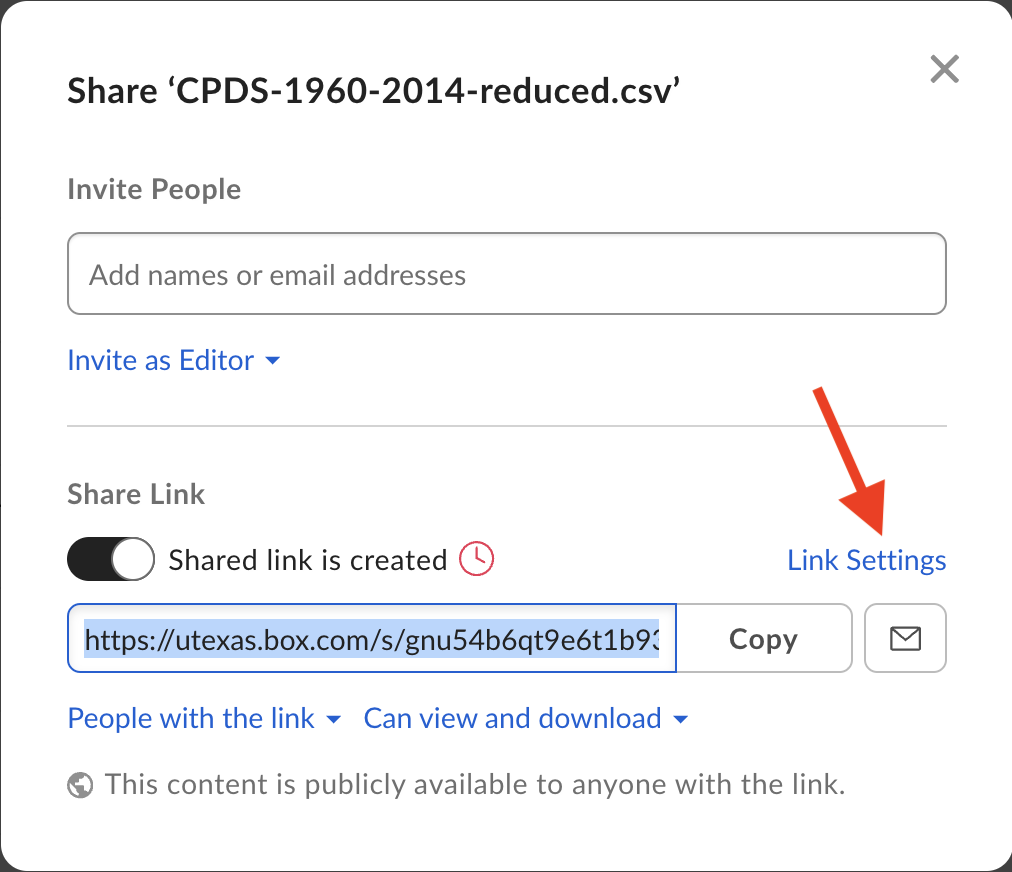 Share ‘CPDS-1960-2014-reduced.csv’
Invite People
Add names or email addresses
Invite as Editor
Share Link
Shared link is created
Link Settings
https://utexas.box.com/s/gnu54b6qt9e6t1b93
Copy
People with the link
Can view and download
This content is publicly available to anyone with the link.